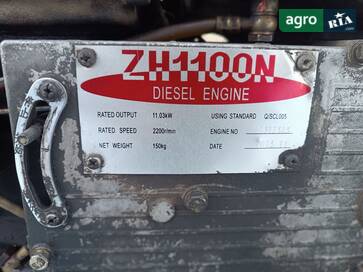 agro
RIA
.com
ZH1100N
DIESEL ENGINE
RATED OUTPUT 11.03kW USING STANDARD Q/SCL005
RATED SPEED 2200r/min ENGINE NO
NET WEIGHT 150kg DATE